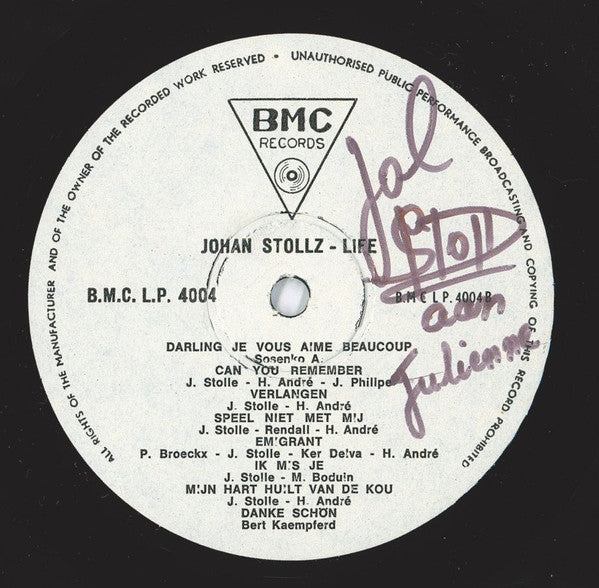 ALL RIGHTS OF THE MANUFACTURER AND OF THE OWNER OF THE RECORDED WORK RESERVED • UNAUTHORISED PUBLIC PERFORMANCE BROADCASTING AND COPYING OF THIS RECORD PROHIBITED
BMC
RECORDS
JOHAN STOLLZ - LIFE
B.M.C. L.P. 4004
B M C L P. 4004 B
Stoll
aan
Julienne
DARLING JE VOUS AIME BEAUCOUP
Sosenko A.
CAN YOU REMEMBER
J. Stolle - H. André - J. Philipe
VERLANGEN
J. Stolle - H. André
SPEEL NIET MET MIJ
J. Stolle - Rendall - H. André
EMIGRANT
P. Broeckx - J. Stolle - Ker Delva - H. André
IK MIS JE
J. Stolle - M. Boduin
MIJN HART HUILT VAN DE KOU
J. Stolle - H. André
DANKE SCHÖN
Bert Kaempferd